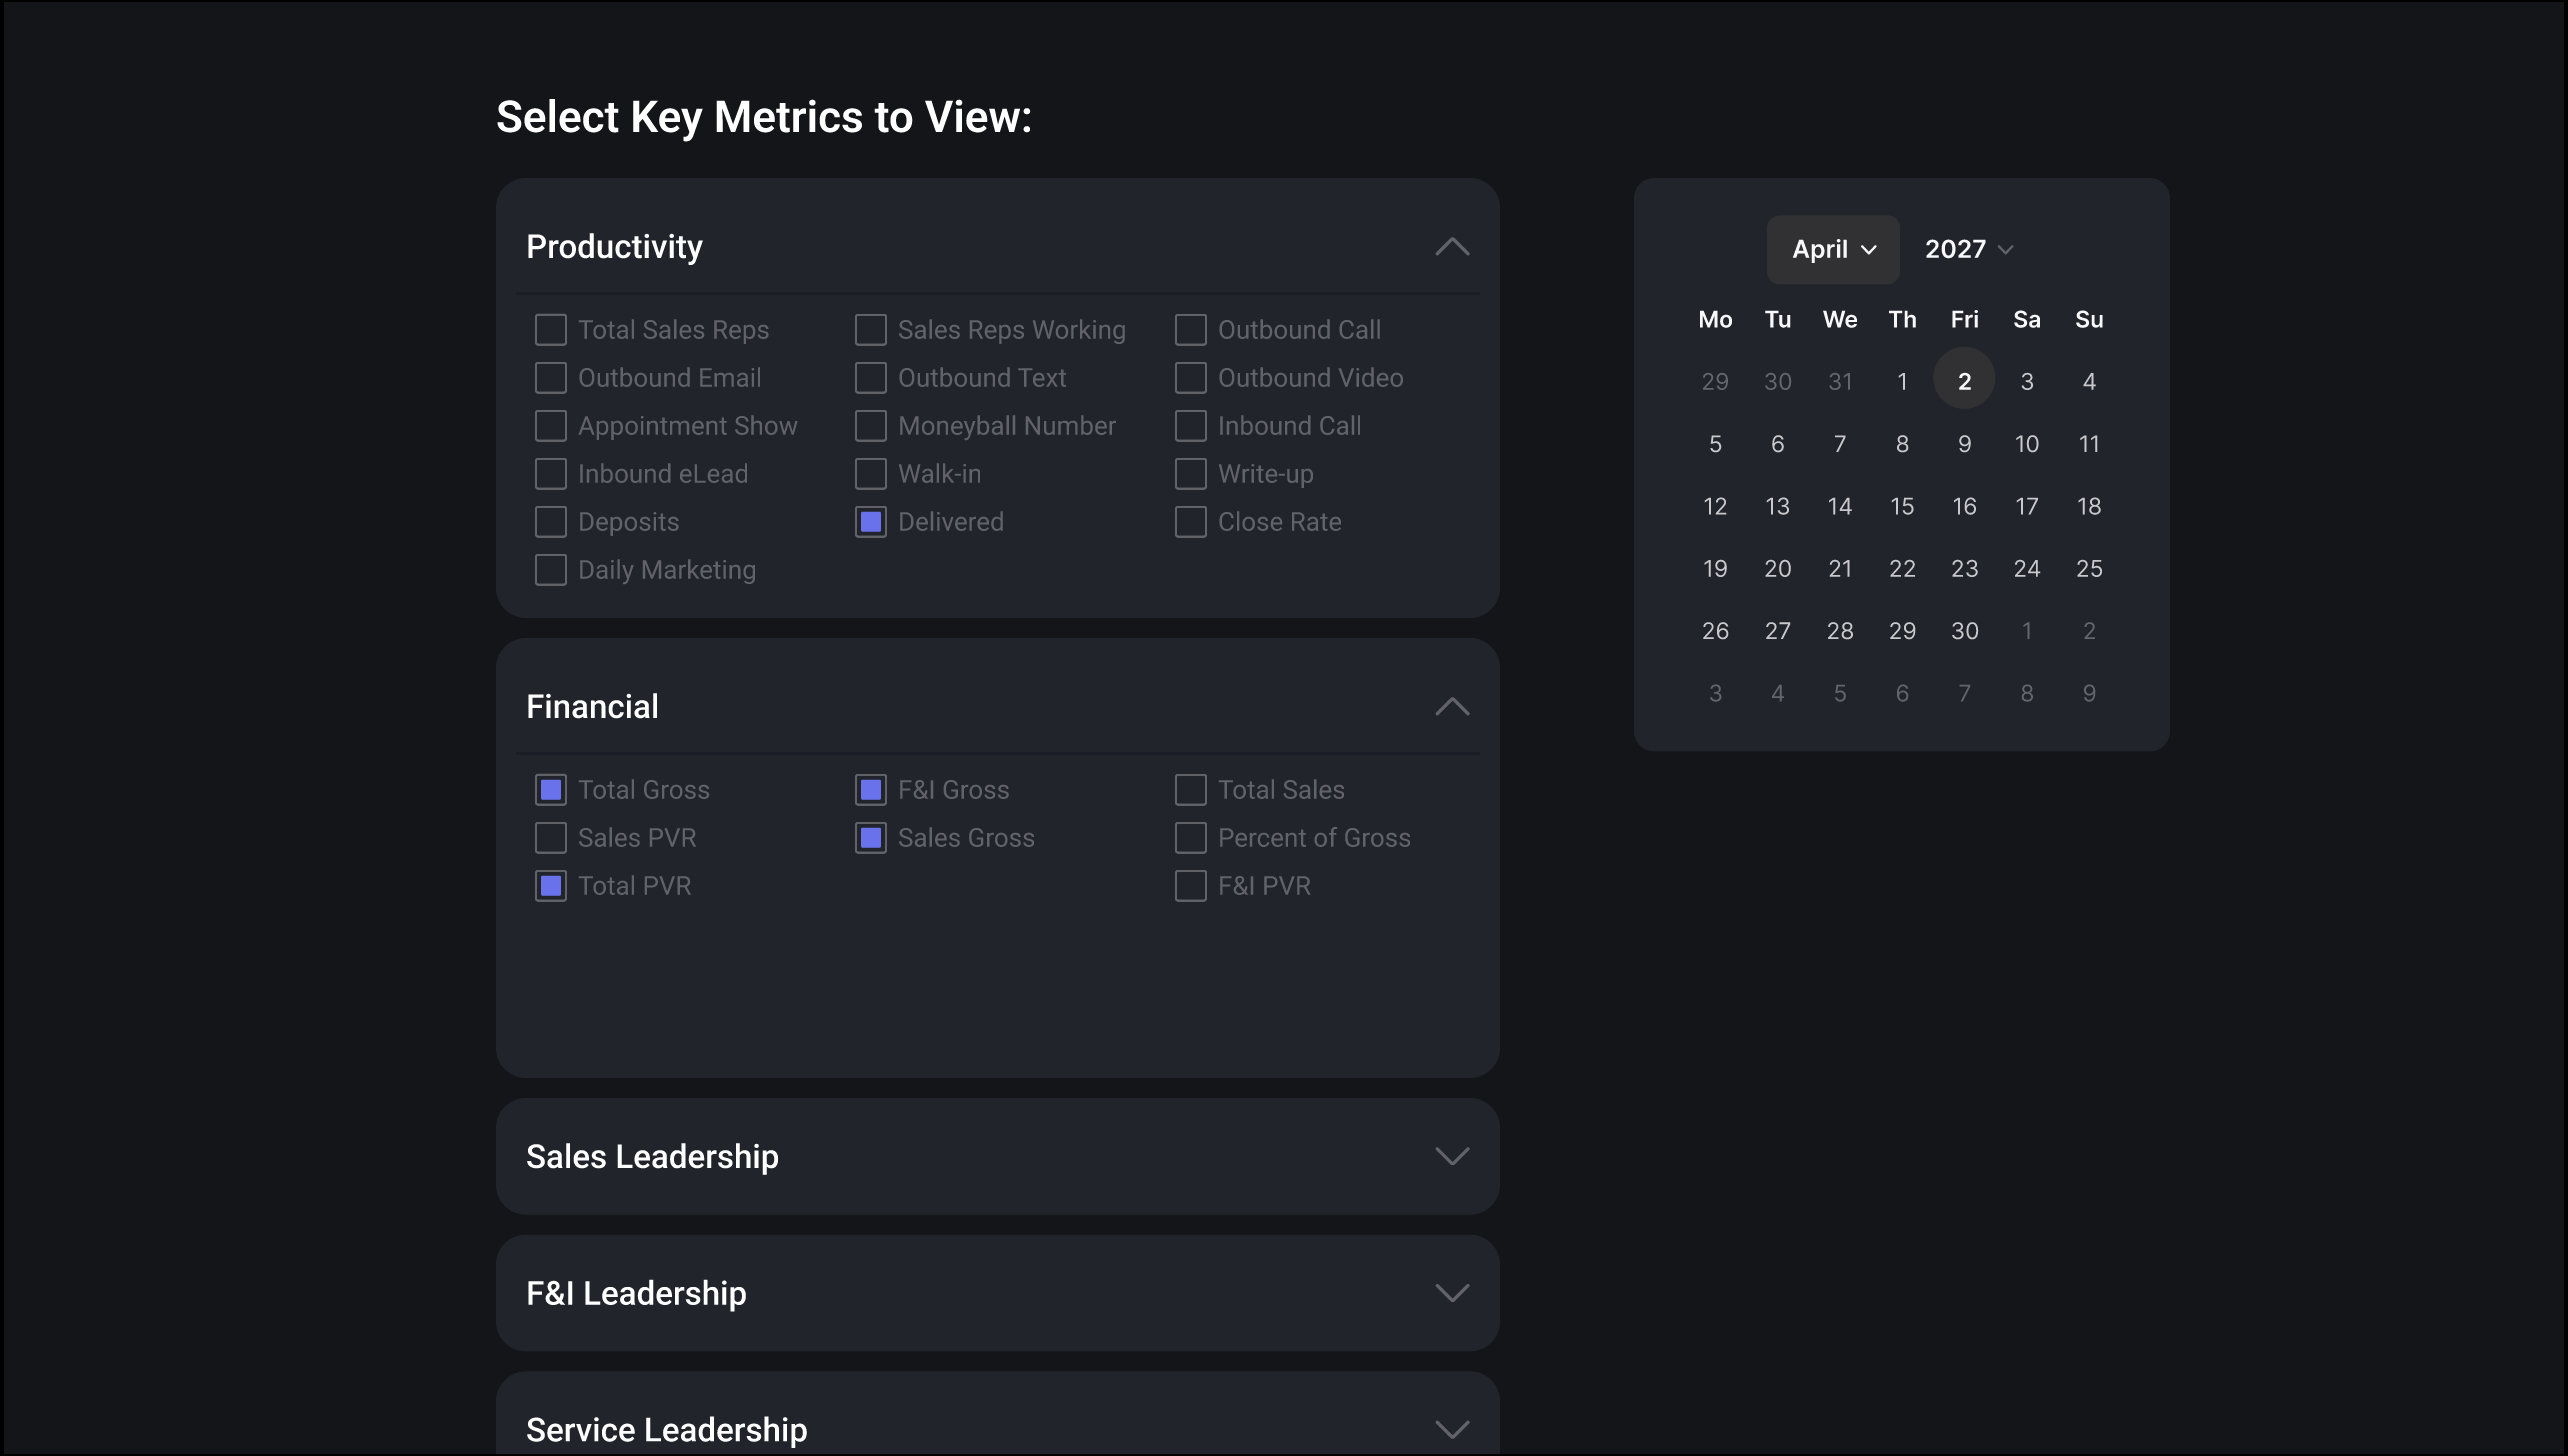 Select Key Metrics to View:
Productivity
Total Sales Reps Sales Reps Working Outbound Call
Outbound Email Outbound Text Outbound Video
Appointment Show Moneyball Number Inbound Call
Inbound eLead Walk-in Write-up
Deposits Delivered Close Rate
Daily Marketing
Financial
Total Gross F&I Gross Total Sales
Sales PVR Sales Gross Percent of Gross
Total PVR F&I PVR
Sales Leadership
F&I Leadership
Service Leadership
April 2027
Mo Tu We Th Fri Sa Su
29 30 31 1 2 3 4
5 6 7 8 9 10 11
12 13 14 15 16 17 18
19 20 21 22 23 24 25
26 27 28 29 30 1 2
3 4 5 6 7 8 9